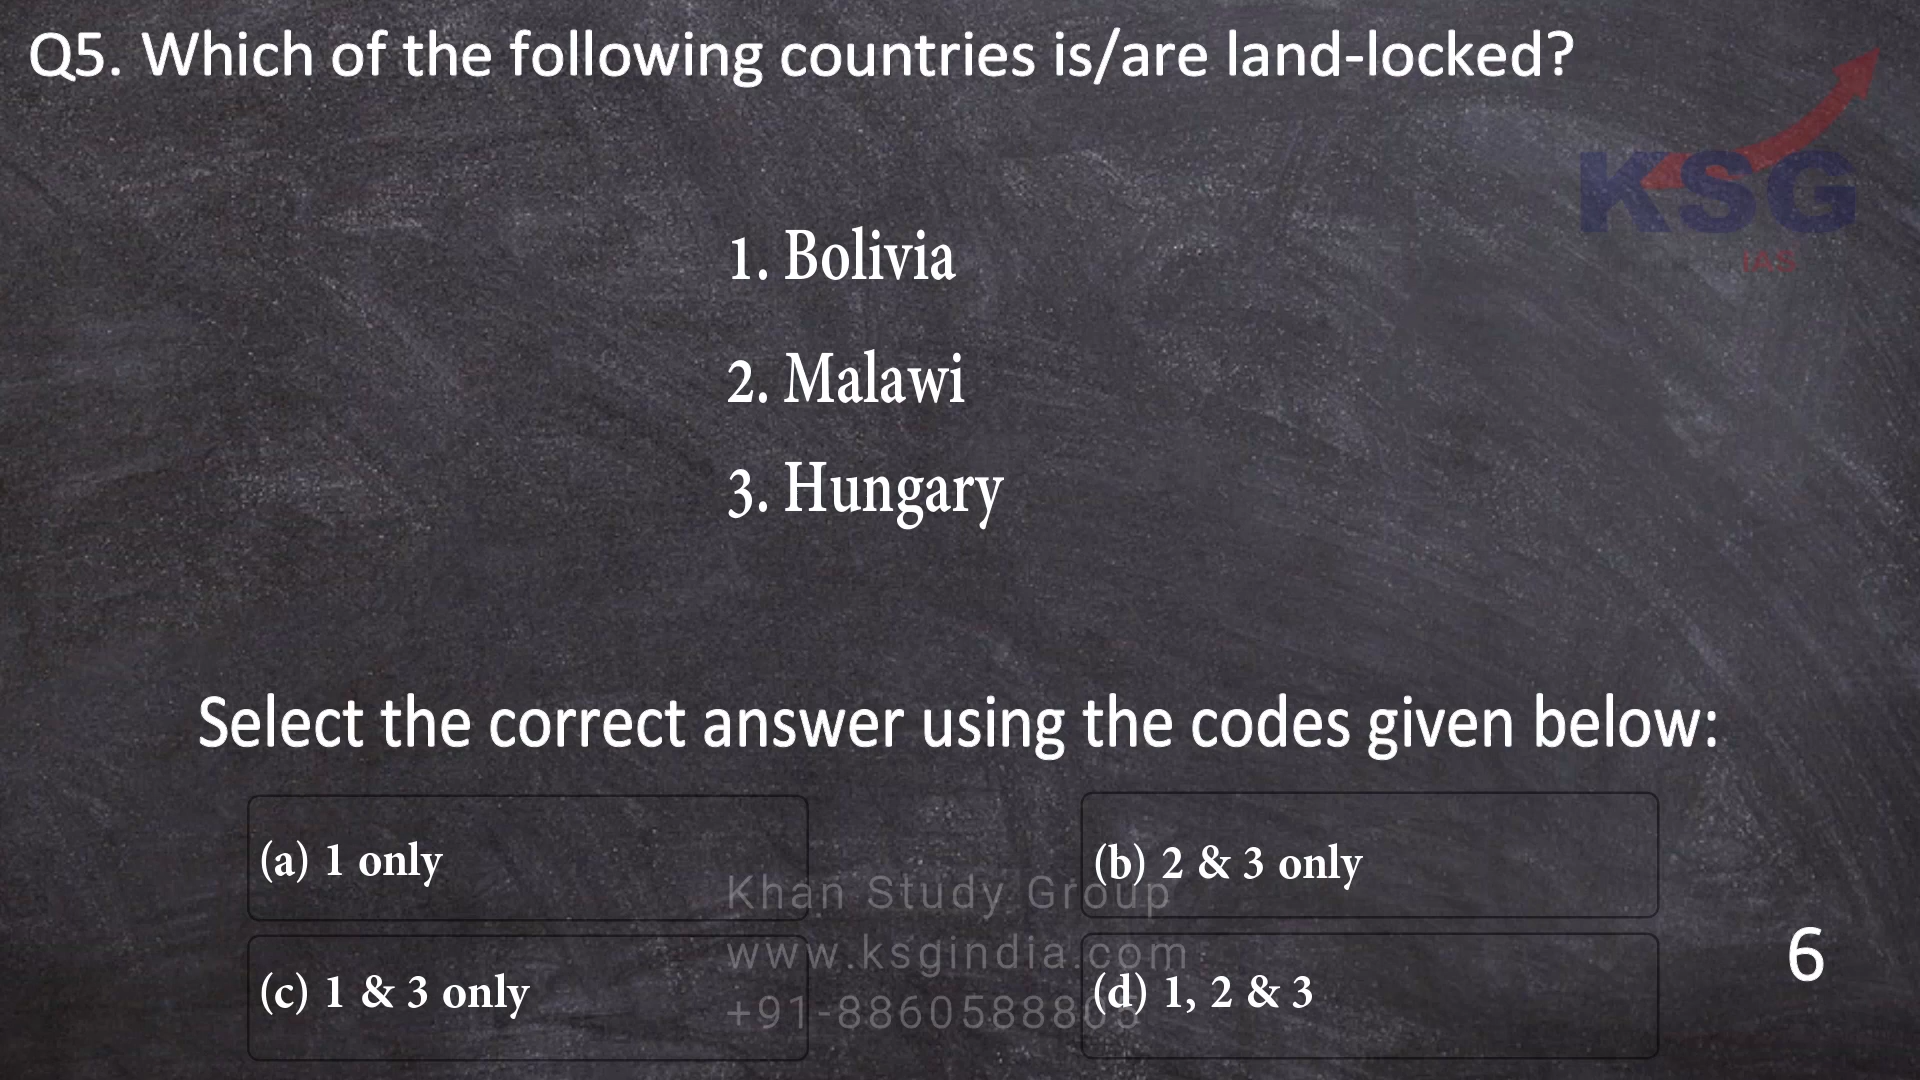 Q5. Which of the following countries is/are land-locked?
KSG
IAS
1. Bolivia
2. Malawi
3. Hungary
Select the correct answer using the codes given below:
(a) 1 only
(b) 2 & 3 only
(c) 1 & 3 only
(d) 1, 2 & 3
Khan Study Group
www.ksgindia.com
+91-8860588805
6